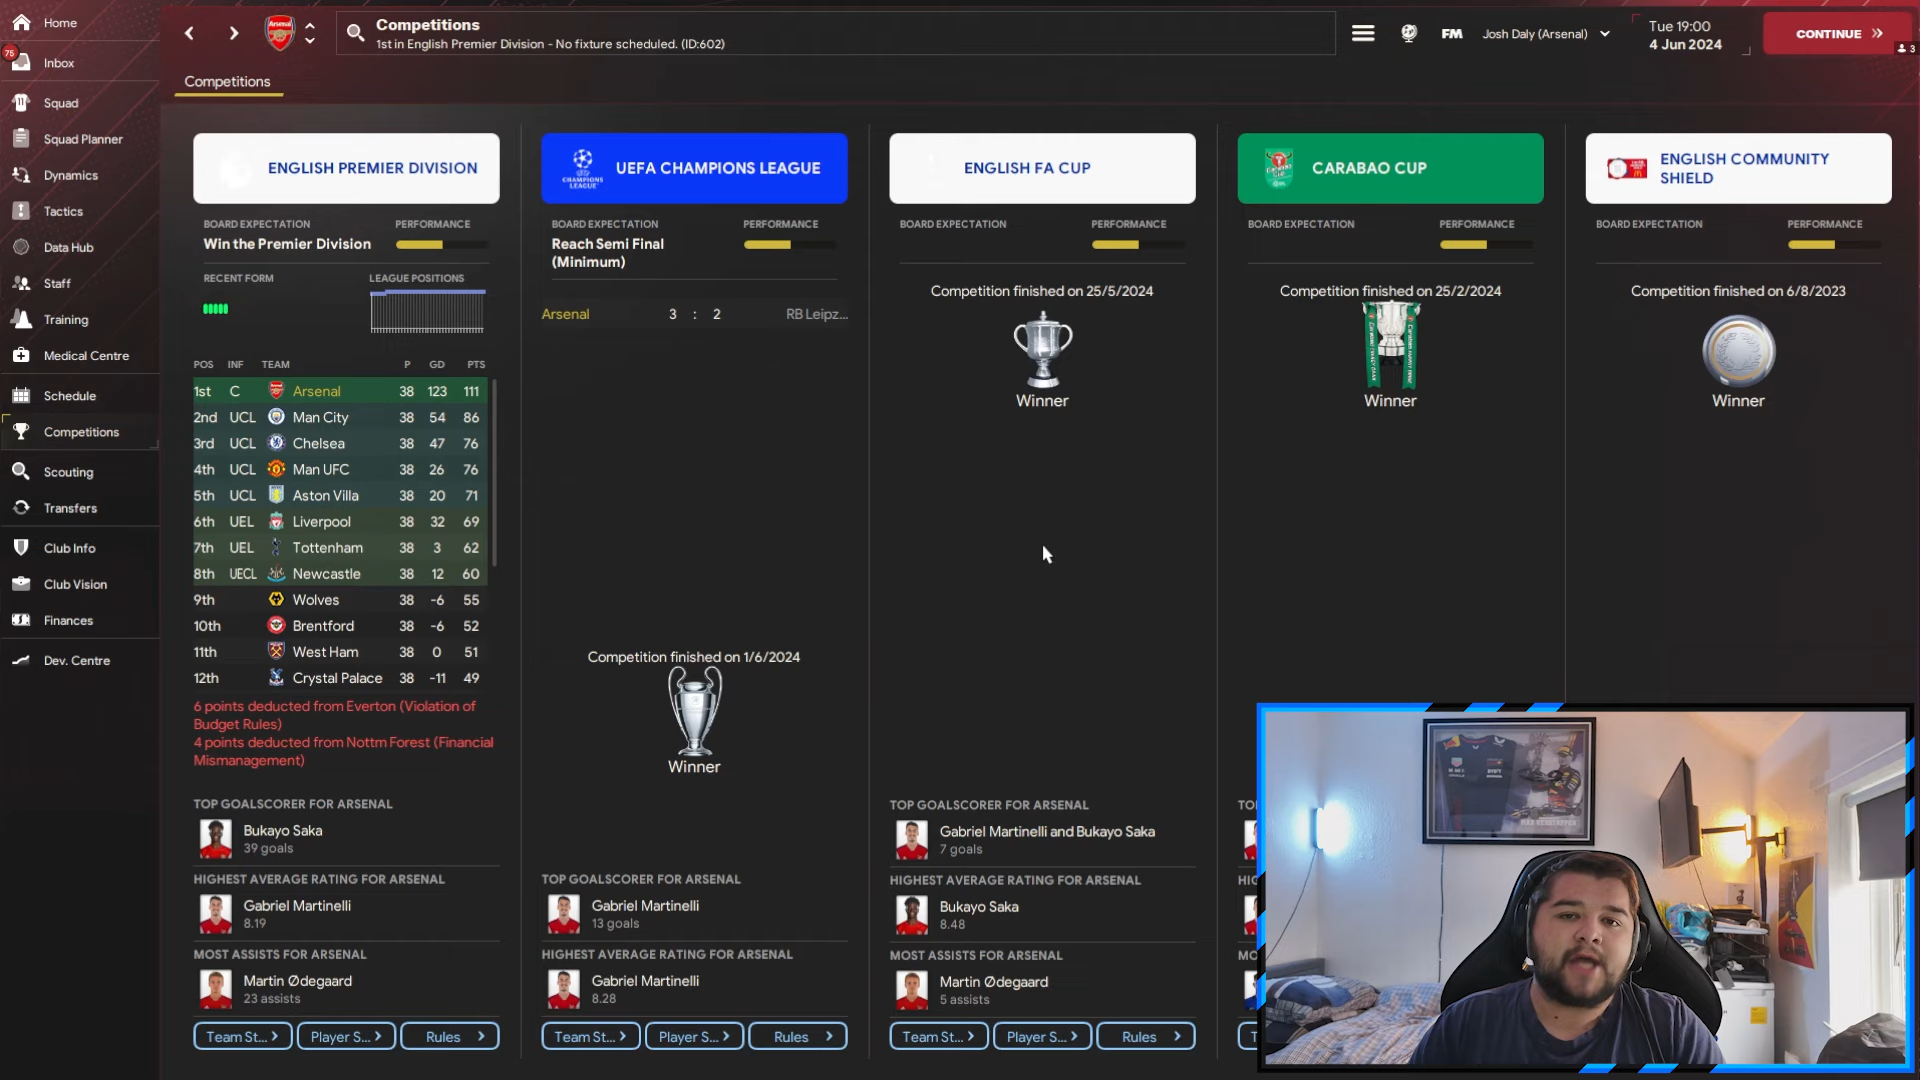 Home
75
Inbox
Squad
Squad Planner
Dynamics
Tactics
Data Hub
Staff
Training
Medical Centre
Schedule
Competitions
Scouting
Transfers
Club Info
Club Vision
Finances
Dev. Centre
Arsenal
Competitions
1st in English Premier Division - No fixture scheduled. (ID:602)
FM
Josh Daly (Arsenal)
Tue 19:00
4 Jun 2024
CONTINUE
3
Competitions
ENGLISH PREMIER DIVISION
BOARD EXPECTATION PERFORMANCE
Win the Premier Division
RECENT FORM LEAGUE POSITIONS
POS INF TEAM P GD PTS
1st C Arsenal 38 123 111
2nd UCL Man City 38 54 86
3rd UCL Chelsea 38 47 76
4th UCL Man UFC 38 26 76
5th UCL Aston Villa 38 20 71
6th UEL Liverpool 38 32 69
7th UEL Tottenham 38 3 62
8th UECL Newcastle 38 12 60
9th Wolves 38 -6 55
10th Brentford 38 -6 52
11th West Ham 38 0 51
12th Crystal Palace 38 -11 49
6 points deducted from Everton (Violation of
Budget Rules)
4 points deducted from Nottm Forest (Financial
Mismanagement)
TOP GOALSCORER FOR ARSENAL
Bukayo Saka
39 goals
HIGHEST AVERAGE RATING FOR ARSENAL
Gabriel Martinelli
8.19
MOST ASSISTS FOR ARSENAL
Martin Ødegaard
23 assists
Team St... Player S... Rules
CHAMPIONS
LEAGUE
UEFA CHAMPIONS LEAGUE
BOARD EXPECTATION PERFORMANCE
Reach Semi Final
(Minimum)
Arsenal 3 : 2 RB Leipz...
Competition finished on 1/6/2024
Winner
TOP GOALSCORER FOR ARSENAL
Gabriel Martinelli
13 goals
HIGHEST AVERAGE RATING FOR ARSENAL
Gabriel Martinelli
8.28
Team St... Player S... Rules
ENGLISH FA CUP
BOARD EXPECTATION PERFORMANCE
Competition finished on 25/5/2024
Winner
TOP GOALSCORER FOR ARSENAL
Gabriel Martinelli and Bukayo Saka
7 goals
HIGHEST AVERAGE RATING FOR ARSENAL
Bukayo Saka
8.48
MOST ASSISTS FOR ARSENAL
Martin Ødegaard
5 assists
Team St... Player S... Rules
CARABAO CUP
BOARD EXPECTATION PERFORMANCE
Competition finished on 25/2/2024
Winner
ENGLISH COMMUNITY
SHIELD
BOARD EXPECTATION PERFORMANCE
Competition finished on 6/8/2023
Winner